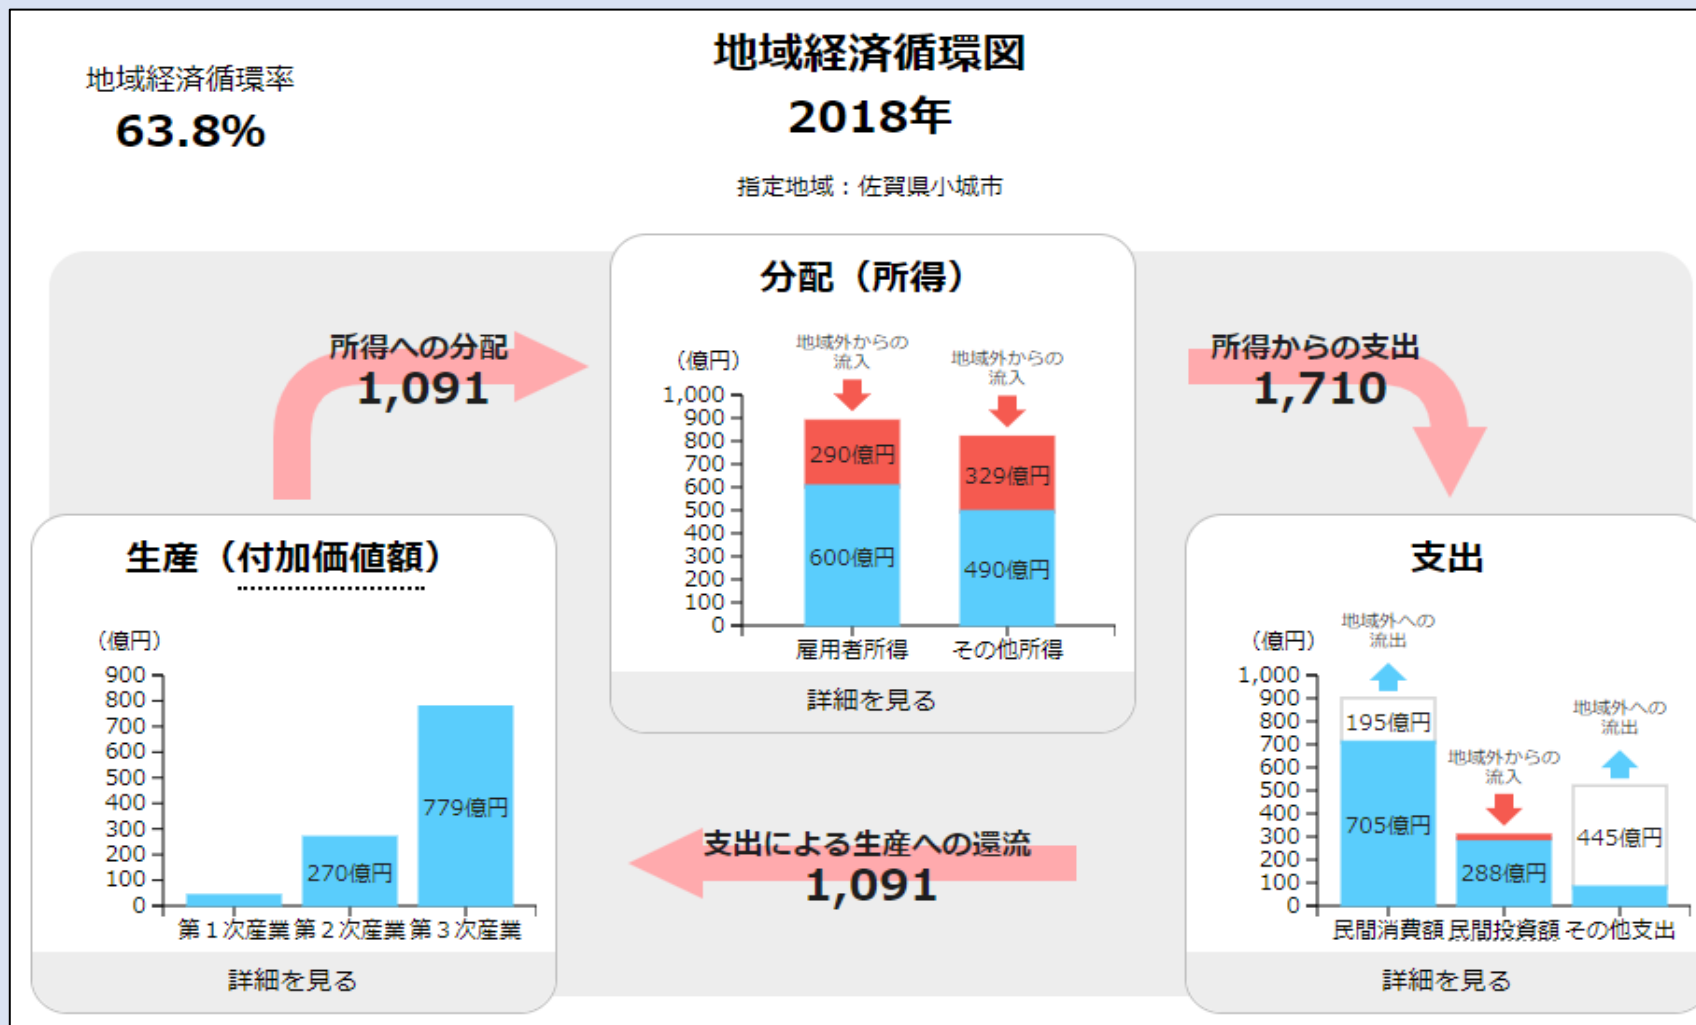 地域経済循環図
2018年
地域経済循環率
63.8%
指定地域：佐賀県小城市
分配（所得）
所得への分配
1,091
所得からの支出
1,710
（億円）
地域外からの
流入
地域外からの
流入
1,000
900
800
700
600
500
400
300
200
100
0
290億円
600億円
329億円
490億円
雇用者所得
その他所得
詳細を見る
生産（付加価値額）
（億円）
900
800
700
600
500
400
300
200
100
0
270億円
779億円
第１次産業
第２次産業
第３次産業
詳細を見る
支出による生産への還流
1,091
支出
（億円）
地域外への
流出
地域外からの
流入
地域外への
流出
1,000
900
800
700
600
500
400
300
200
100
0
195億円
705億円
288億円
445億円
民間消費額
民間投資額
その他支出
詳細を見る